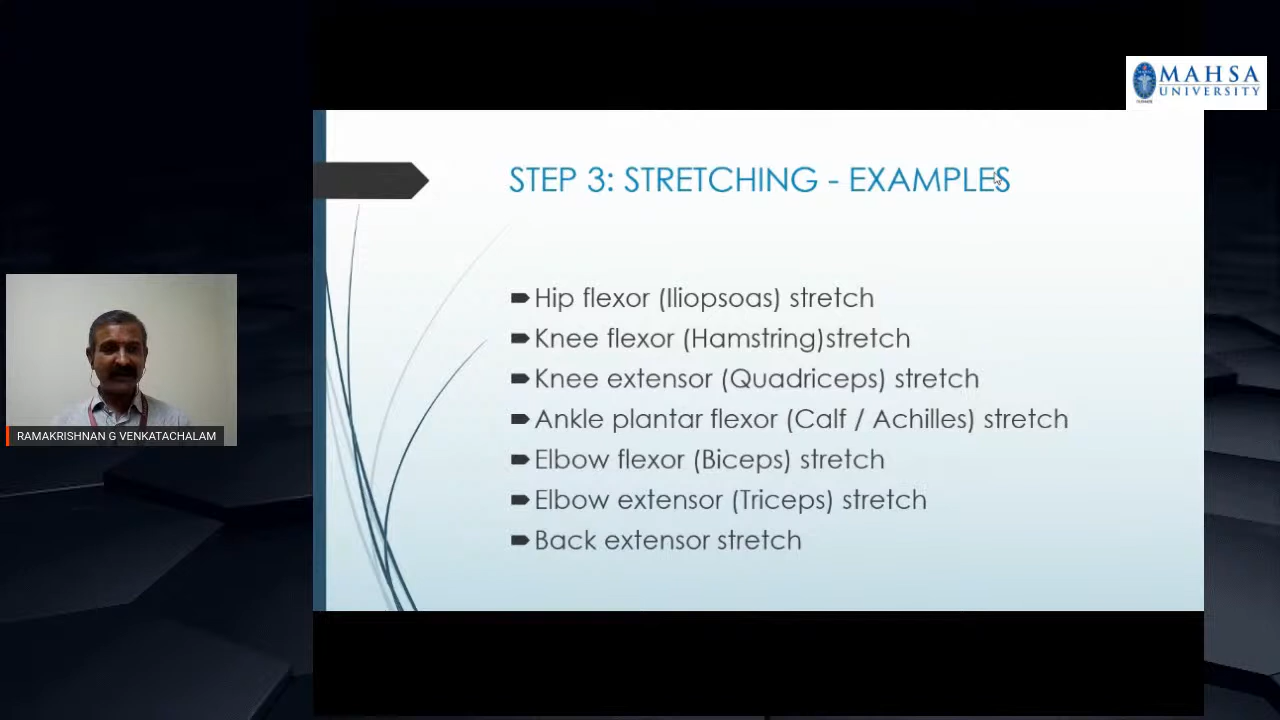 MAHSA
UNIVERSITY
STEP 3: STRETCHING - EXAMPLES
Hip flexor (Iliopsoas) stretch
Knee flexor (Hamstring)stretch
Knee extensor (Quadriceps) stretch
Ankle plantar flexor (Calf / Achilles) stretch
Elbow flexor (Biceps) stretch
Elbow extensor (Triceps) stretch
Back extensor stretch
RAMAKRISHNAN G VENKATACHALAM